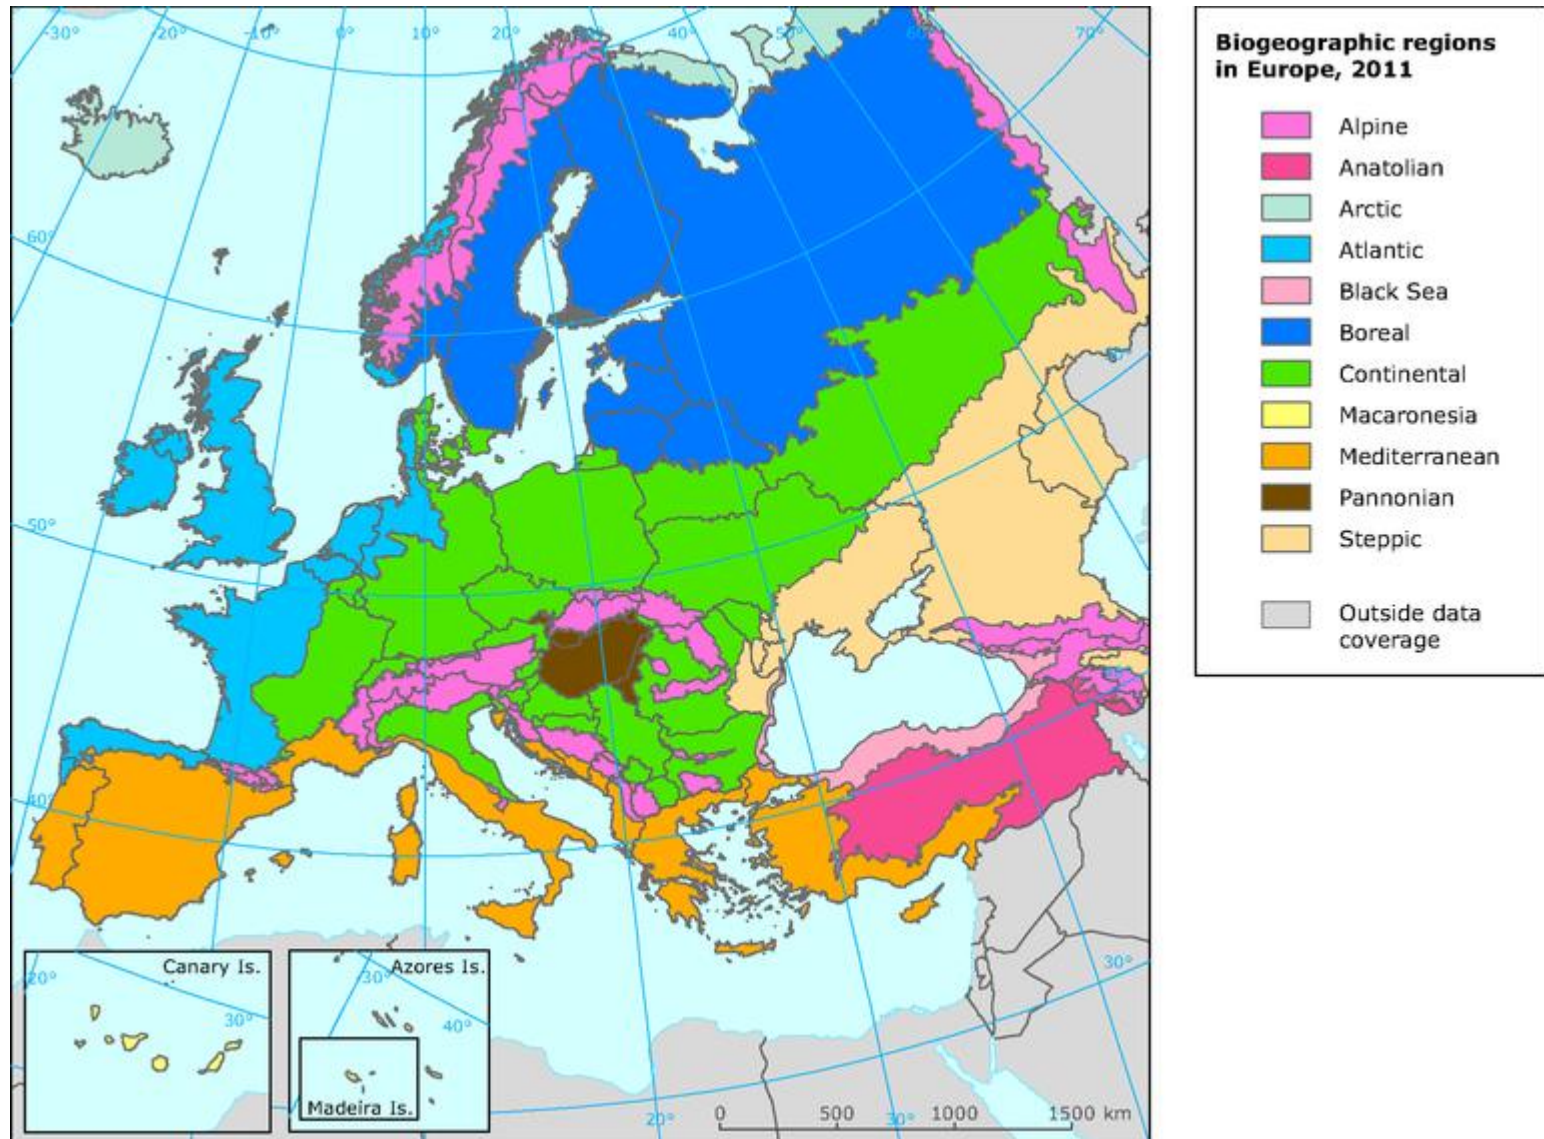 -30°
-20°
-10°
0°
10°
20°
30°
40°
50°
60°
70°
60°
50°
40°
Canary Is.
20°
30°
Azores Is.
-30°
40°
Madeira Is.
20°
30°
30°
0 500 1000 1500 km
Biogeographic regions
in Europe, 2011
Alpine
Anatolian
Arctic
Atlantic
Black Sea
Boreal
Continental
Macaronesia
Mediterranean
Pannonian
Steppic
Outside data
coverage